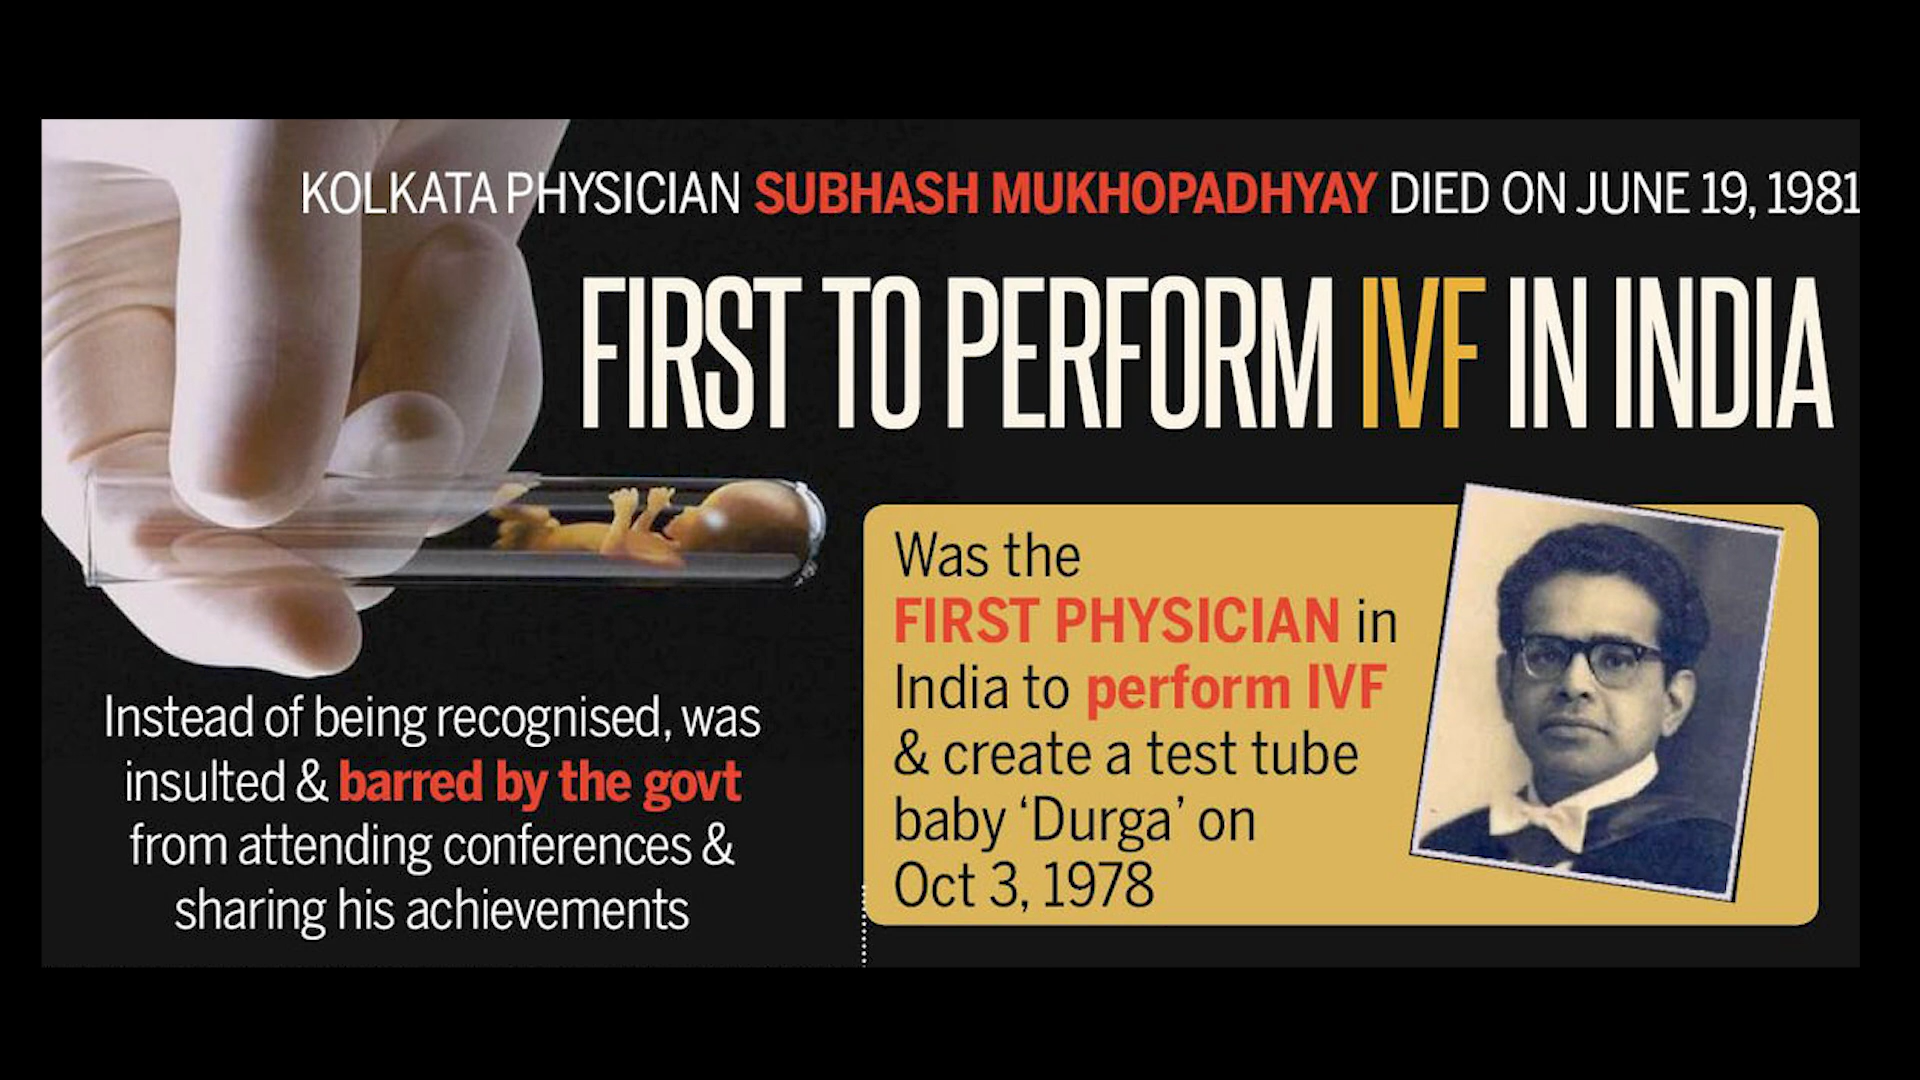 KOLKATA PHYSICIAN SUBHASH MUKHOPADHYAY DIED ON JUNE 19, 1981
FIRST TO PERFORM IVF IN INDIA
Was the
FIRST PHYSICIAN in
India to perform IVF
& create a test tube
baby ‘Durga’ on
Oct 3, 1978
Instead of being recognised, was
insulted & barred by the govt
from attending conferences &
sharing his achievements